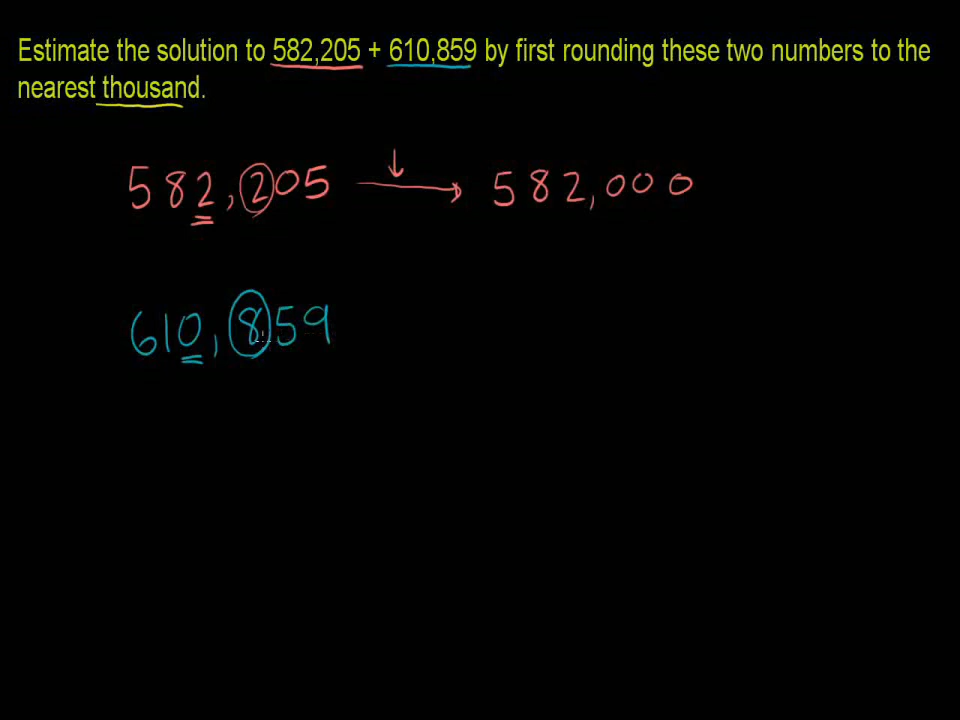 Estimate the solution to 582,205 + 610,859 by first rounding these two numbers to the
nearest thousand.
582,205 → 582,000
610,859